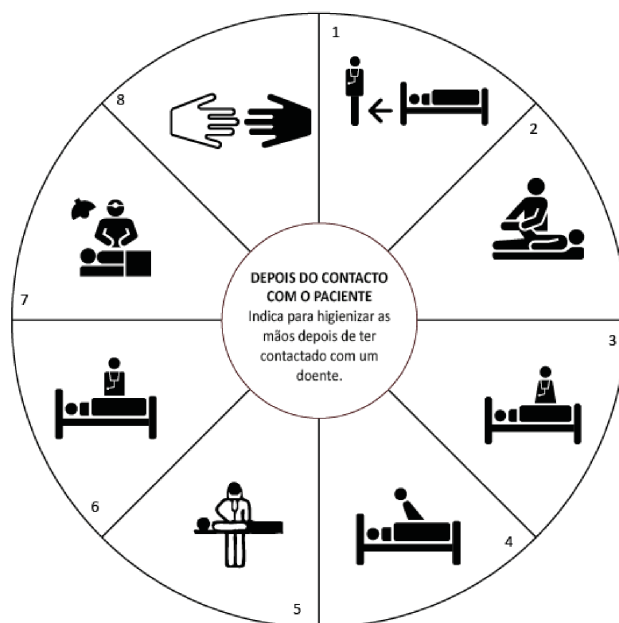 1
2
3
4
5
6
7
8
DEPOIS DO CONTACTO
COM O PACIENTE
Indica para higienizar as
mãos depois de ter
contactado com um
doente.